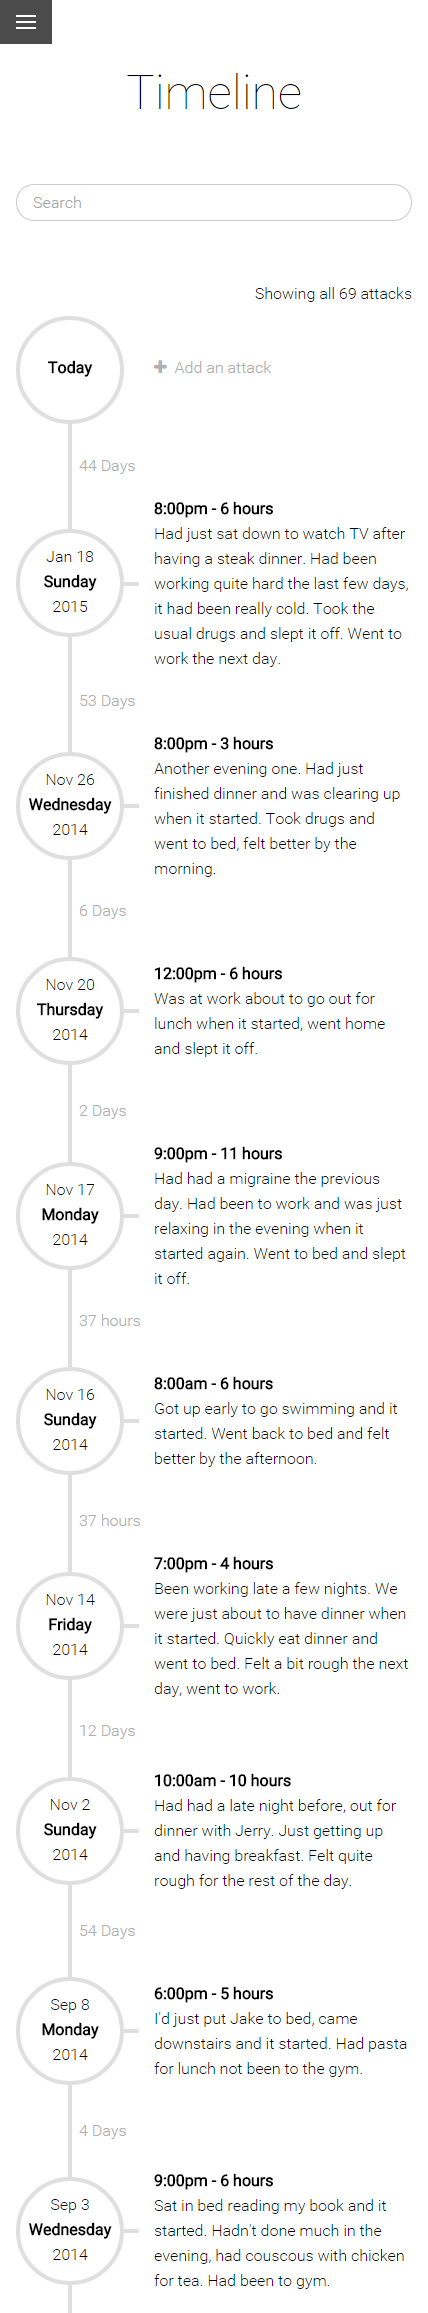 Timeline
Search
Showing all 69 attacks
Today
Add an attack
44 Days
Jan 18
Sunday
2015
8:00pm - 6 hours
Had just sat down to watch TV after
having a steak dinner. Had been
working quite hard the last few days,
it had been really cold. Took the
usual drugs and slept it off. Went to
work the next day.
53 Days
Nov 26
Wednesday
2014
8:00pm - 3 hours
Another evening one. Had just
finished dinner and was clearing up
when it started. Took drugs and
went to bed, felt better by the
morning.
6 Days
Nov 20
Thursday
2014
12:00pm - 6 hours
Was at work about to go out for
lunch when it started, went home
and slept it off.
2 Days
Nov 17
Monday
2014
9:00pm - 11 hours
Had had a migraine the previous
day. Had been to work and was just
relaxing in the evening when it
started again. Went to bed and slept
it off.
37 hours
Nov 16
Sunday
2014
8:00am - 6 hours
Got up early to go swimming and it
started. Went back to bed and felt
better by the afternoon.
37 hours
Nov 14
Friday
2014
7:00pm - 4 hours
Been working late a few nights. We
were just about to have dinner when
it started. Quickly eat dinner and
went to bed. Felt a bit rough the next
day, went to work.
12 Days
Nov 2
Sunday
2014
10:00am - 10 hours
Had had a late night before, out for
dinner with Jerry. Just getting up
and having breakfast. Felt quite
rough for the rest of the day.
54 Days
Sep 8
Monday
2014
6:00pm - 5 hours
I'd just put Jake to bed, came
downstairs and it started. Had pasta
for lunch not been to the gym.
4 Days
Sep 3
Wednesday
2014
9:00pm - 6 hours
Sat in bed reading my book and it
started. Hadn't done much in the
evening, had couscous with chicken
for tea. Had been to gym.